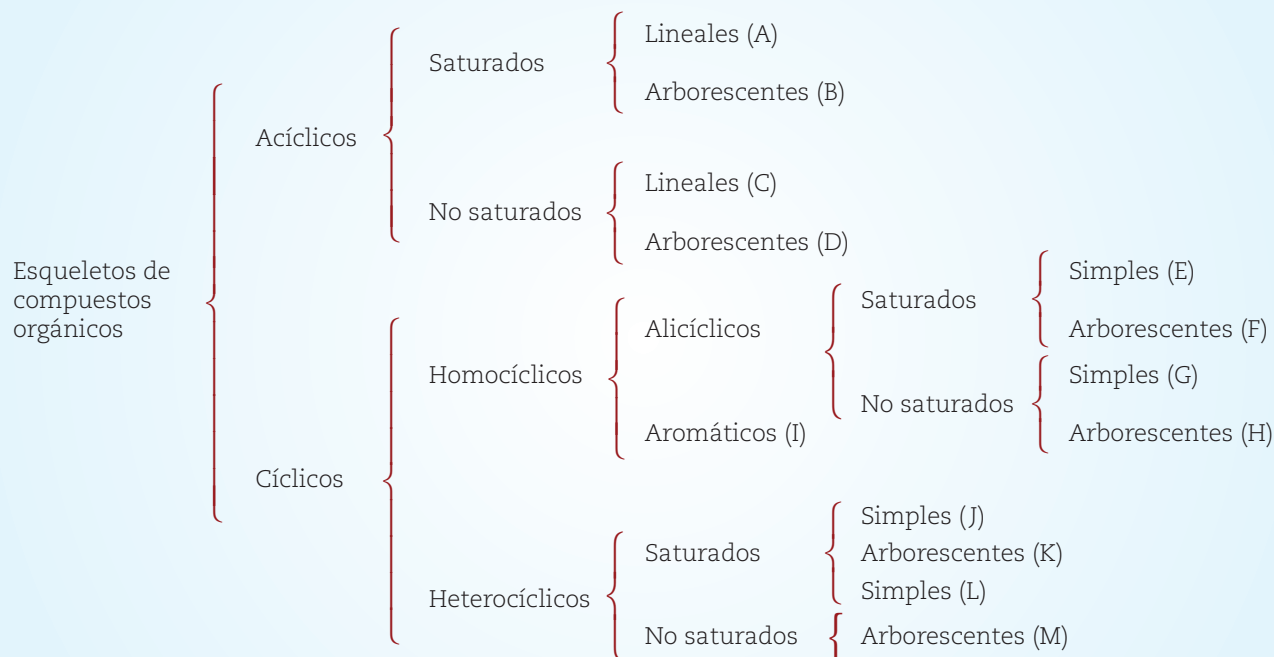 Esqueletos de
compuestos
orgánicos
Acíclicos
Saturados
Lineales (A)
Arborescentes (B)
No saturados
Lineales (C)
Arborescentes (D)
Cíclicos
Homocíclicos
Alicíclicos
Saturados
Simples (E)
Arborescentes (F)
No saturados
Simples (G)
Arborescentes (H)
Aromáticos (I)
Heterocíclicos
Saturados
Simples (J)
Arborescentes (K)
Simples (L)
No saturados
Arborescentes (M)